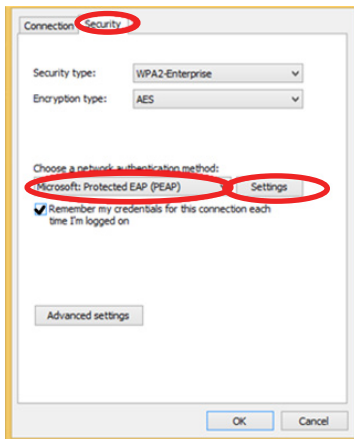 Connection Security
Security type: WPA2-Enterprise
Encryption type: AES
Choose a network authentication method:
Microsoft: Protected EAP (PEAP) Settings
Remember my credentials for this connection each
time I'm logged on
Advanced settings
OK Cancel